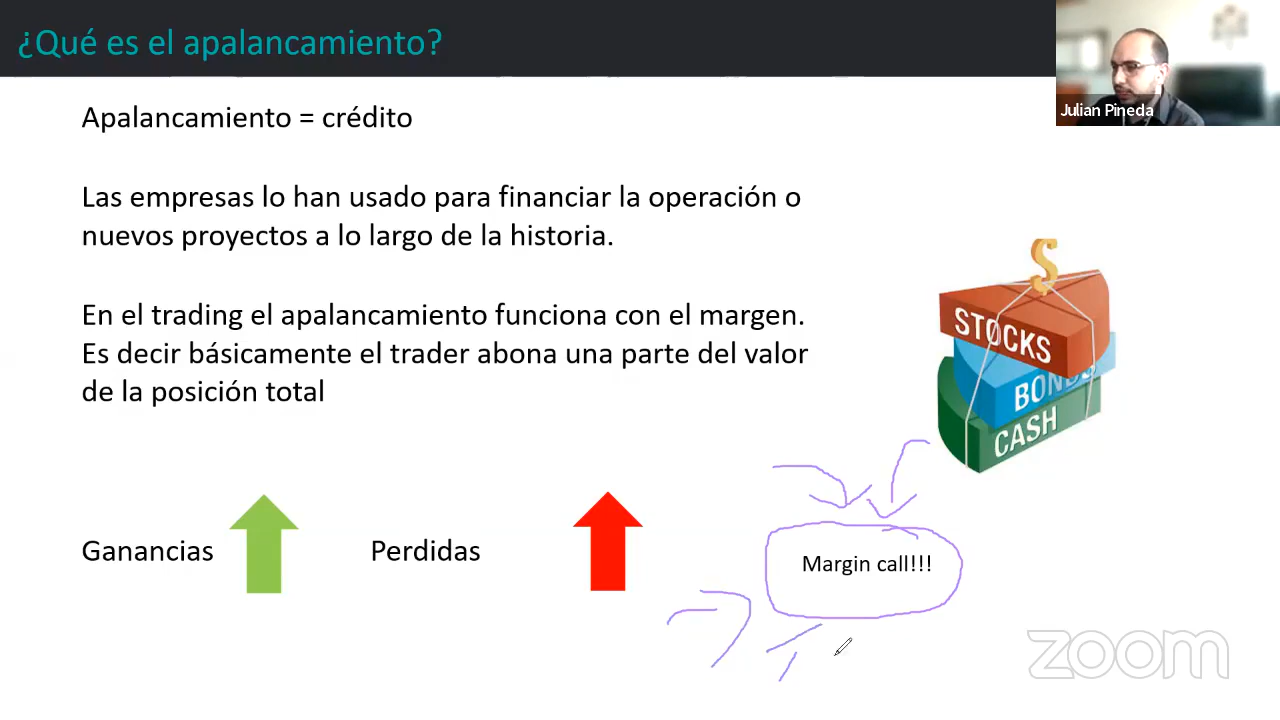 ¿Qué es el apalancamiento?
Julian Pineda
Apalancamiento = crédito
Las empresas lo han usado para financiar la operación o
nuevos proyectos a lo largo de la historia.
En el trading el apalancamiento funciona con el margen.
Es decir básicamente el trader abona una parte del valor
de la posición total
STOCKS
BONDS
CASH
Ganancias
Perdidas
Margin call!!!
zoom